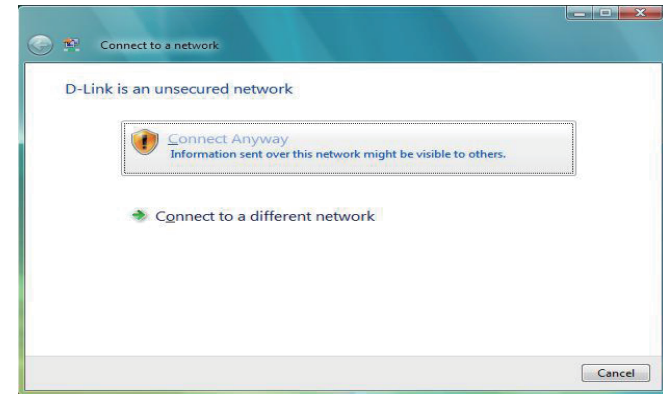 Connect to a network
D-Link is an unsecured network
Connect Anyway
Information sent over this network might be visible to others.
Connect to a different network
Cancel